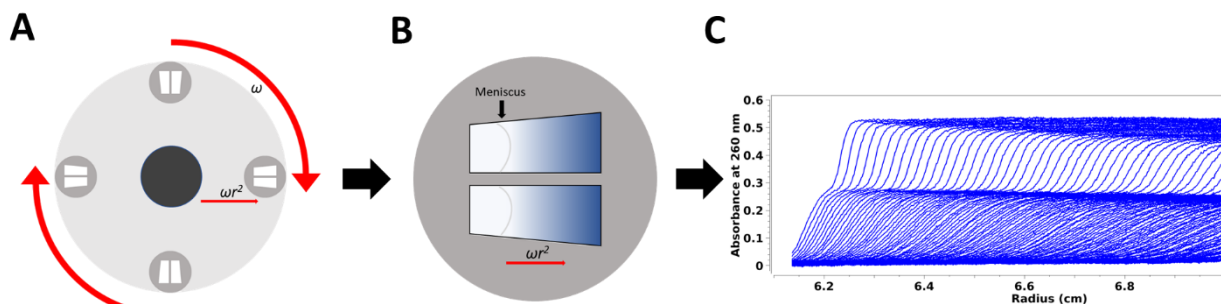 A
ω
ωr²
B
Meniscus
ωr²
C
Absorbance at 260 nm
0.6
0.5
0.4
0.3
0.2
0.1
0
6.2
6.4
6.6
6.8
Radius (cm)